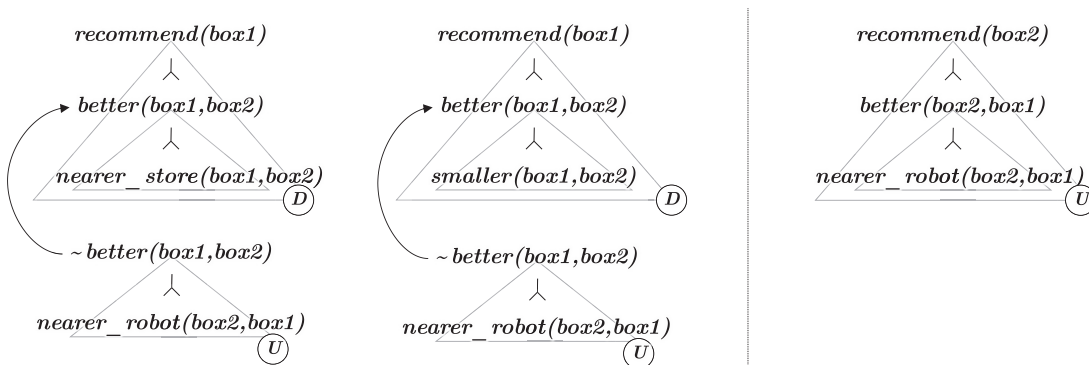 recommend(box1)
better(box1,box2)
nearer_store(box1,box2)
D
~better(box1,box2)
nearer_robot(box2,box1)
U
recommend(box1)
better(box1,box2)
smaller(box1,box2)
D
~better(box1,box2)
nearer_robot(box2,box1)
U
recommend(box2)
better(box2,box1)
nearer_robot(box2,box1)
U